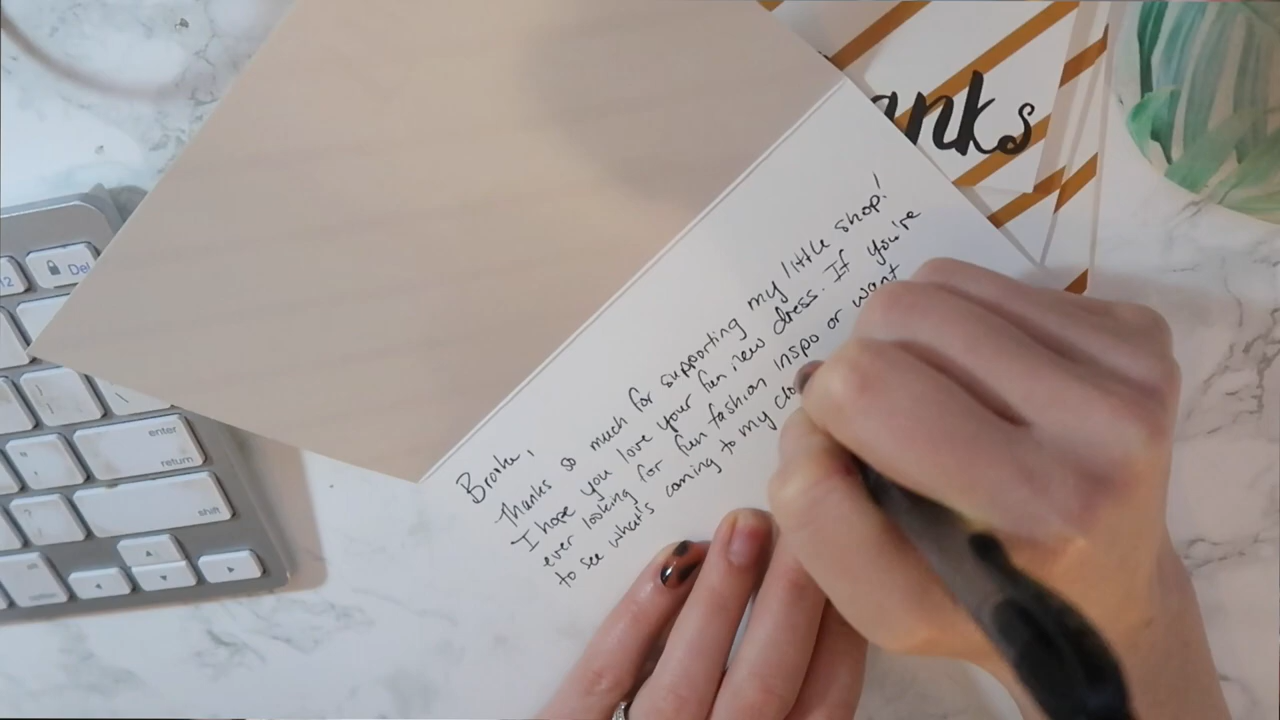 Brooke,
Thanks so much for supporting my little shop!
I hope you love your fun new dress. If you're
ever looking for fun fashion inspo or want
to see what's coming to my clo
anks
Del
enter
return
shift
option